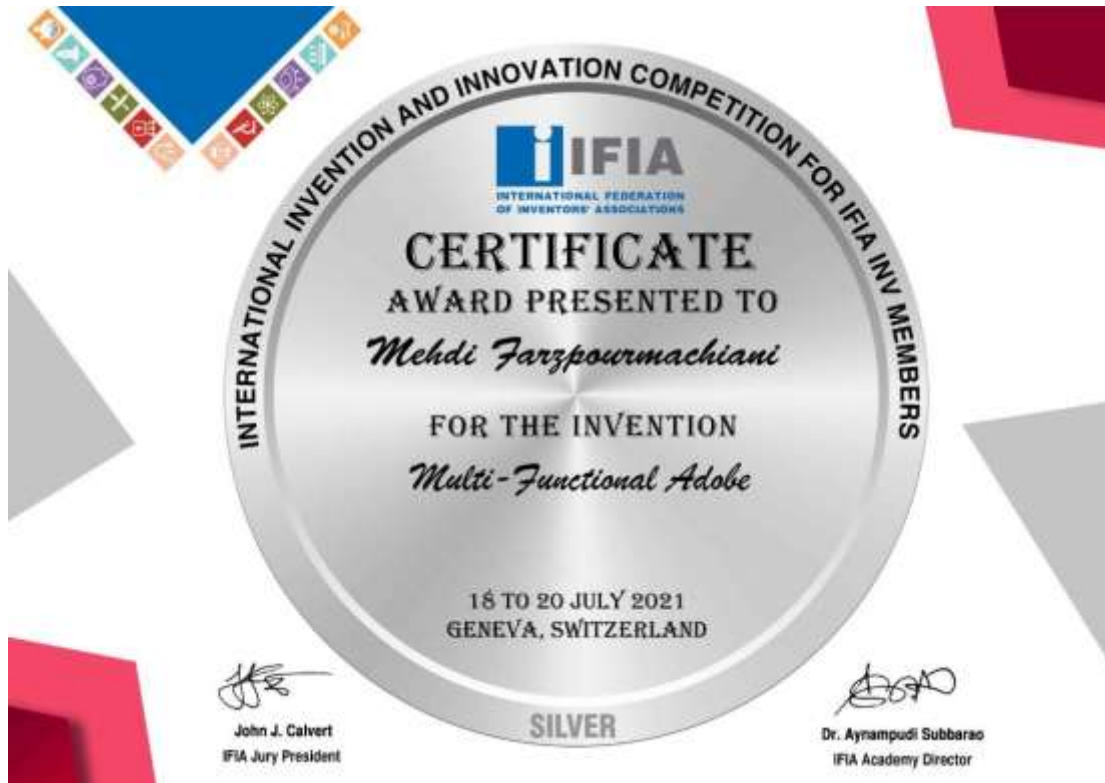 INTERNATIONAL INVENTION AND INNOVATION COMPETITION FOR IFIA INV MEMBERS
IFIA
INTERNATIONAL FEDERATION
OF INVENTORS' ASSOCIATIONS
CERTIFICATE
AWARD PRESENTED TO
Mehdi Farzpourmachiani
FOR THE INVENTION
Multi-Functional Adobe
18 TO 20 JULY 2021
GENEVA, SWITZERLAND
SILVER
John J. Calvert
IFIA Jury President
Dr. Aynampudi Subbarao
IFIA Academy Director